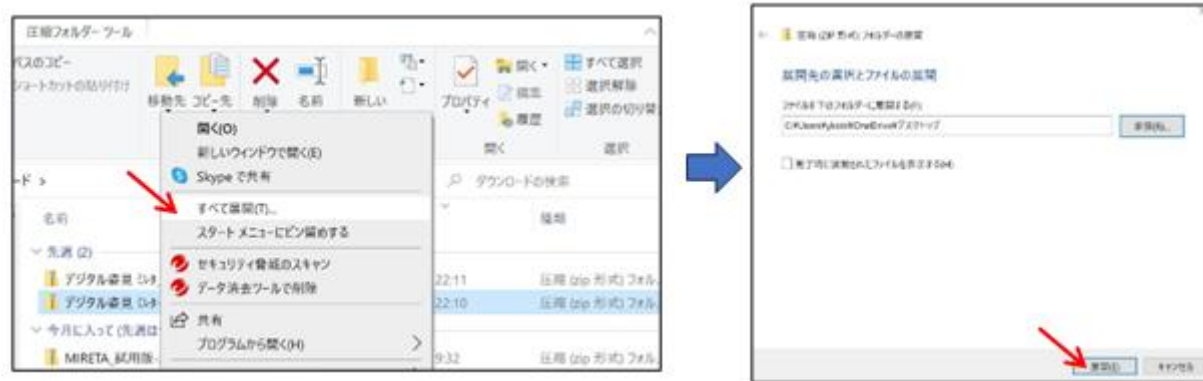 圧縮フォルダー ツール
パスのコピー
ショートカットの貼り付け
移動先 コピー先 削除 名前 新しい
プロパティ
開く
編集
履歴
すべて選択
選択解除
選択の切り替
開く
選択
開く(O)
新しいウィンドウで開く(E)
Skype で共有
すべて展開(T)...
スタート メニューにピン留めする
セキュリティ脅威のスキャン
データ消去ツールで削除
共有
プログラムから開く(H)
ード >
ダウンロードの検索
名前
種類
先週 (2)
デジタル姿見
22:11 圧縮 (zip 形式) フォル
デジタル姿見
22:10 圧縮 (zip 形式) フォル
今月に入って (先週は
MIRETA_試用版
9:32 圧縮 (zip 形式) フォル
圧縮 (ZIP 形式) フォルダーの展開
展開先の選択とファイルの展開
ファイルを下のフォルダーに展開する(F):
参照(R)...
完了時に展開されたファイルを表示する(H)
展開(E)
キャンセル